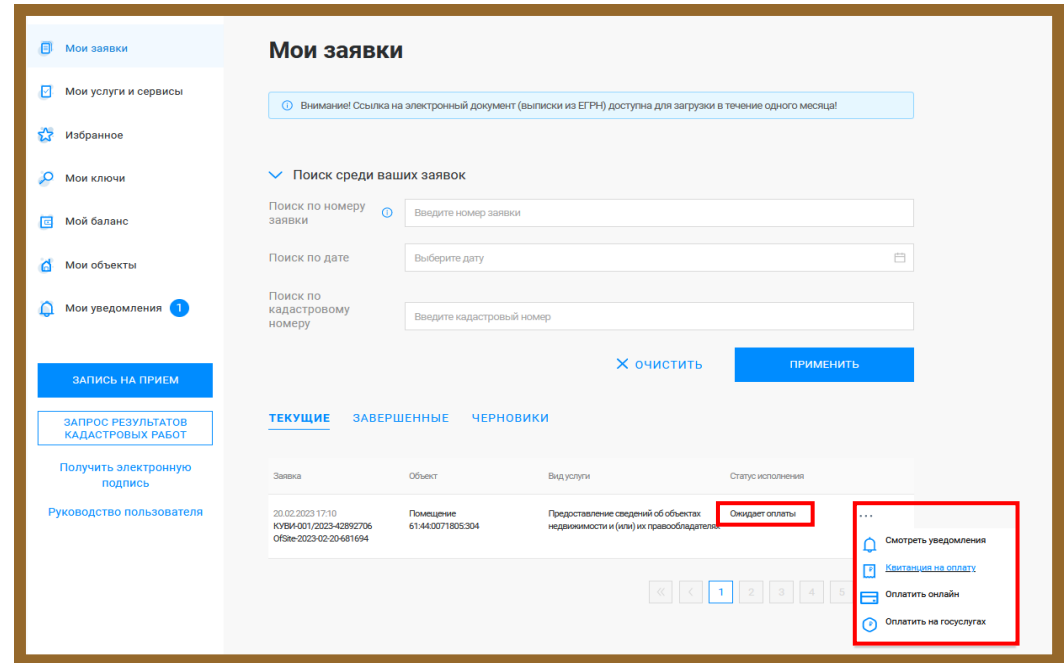 Мои заявки
Мои услуги и сервисы
Избранное
Мои ключи
Мой баланс
Мои объекты
Мои уведомления 1
ЗАПИСЬ НА ПРИЕМ
ЗАПРОС РЕЗУЛЬТАТОВ
КАДАСТРОВЫХ РАБОТ
Получить электронную
подпись
Руководство пользователя
Мои заявки
Внимание! Ссылка на электронный документ (выписки из ЕГРН) доступна для загрузки в течение одного месяца!
Поиск среди ваших заявок
Поиск по номеру
заявки
Введите номер заявки
Поиск по дате
Выберите дату
Поиск по
кадастровому
номеру
Введите кадастровый номер
ОЧИСТИТЬ
ПРИМЕНИТЬ
ТЕКУЩИЕ ЗАВЕРШЕННЫЕ ЧЕРНОВИКИ
Заявка Объект Вид услуги Статус исполнения
20.02.2023 17:10 Помещение Предоставление сведений об объектах Ожидает оплаты ...
КУВИ-001/2023-42892706 61:44:0071805:304 недвижимости и (или) их правообладателях
OfSite-2023-02-20-681694
Смотреть уведомления
Квитанция на оплату
Оплатить онлайн
Оплатить на госуслугах
1 2 3 4 5